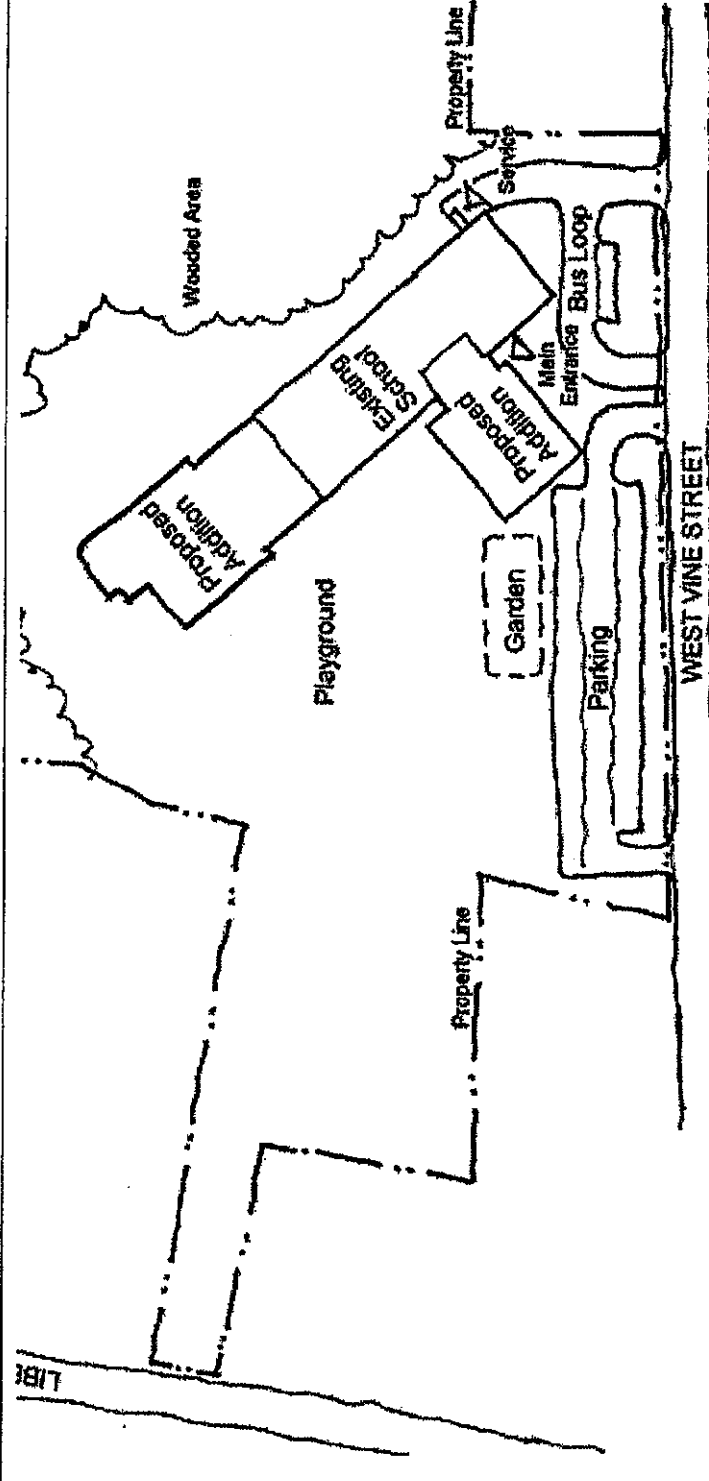 Property Line
Wooded Area
Service
Existing
School
Bus Loop
Main
Entrance
Proposed
Addition
Proposed
Addition
Playground
Garden
Parking
WEST VINE STREET
Property Line
LIBE